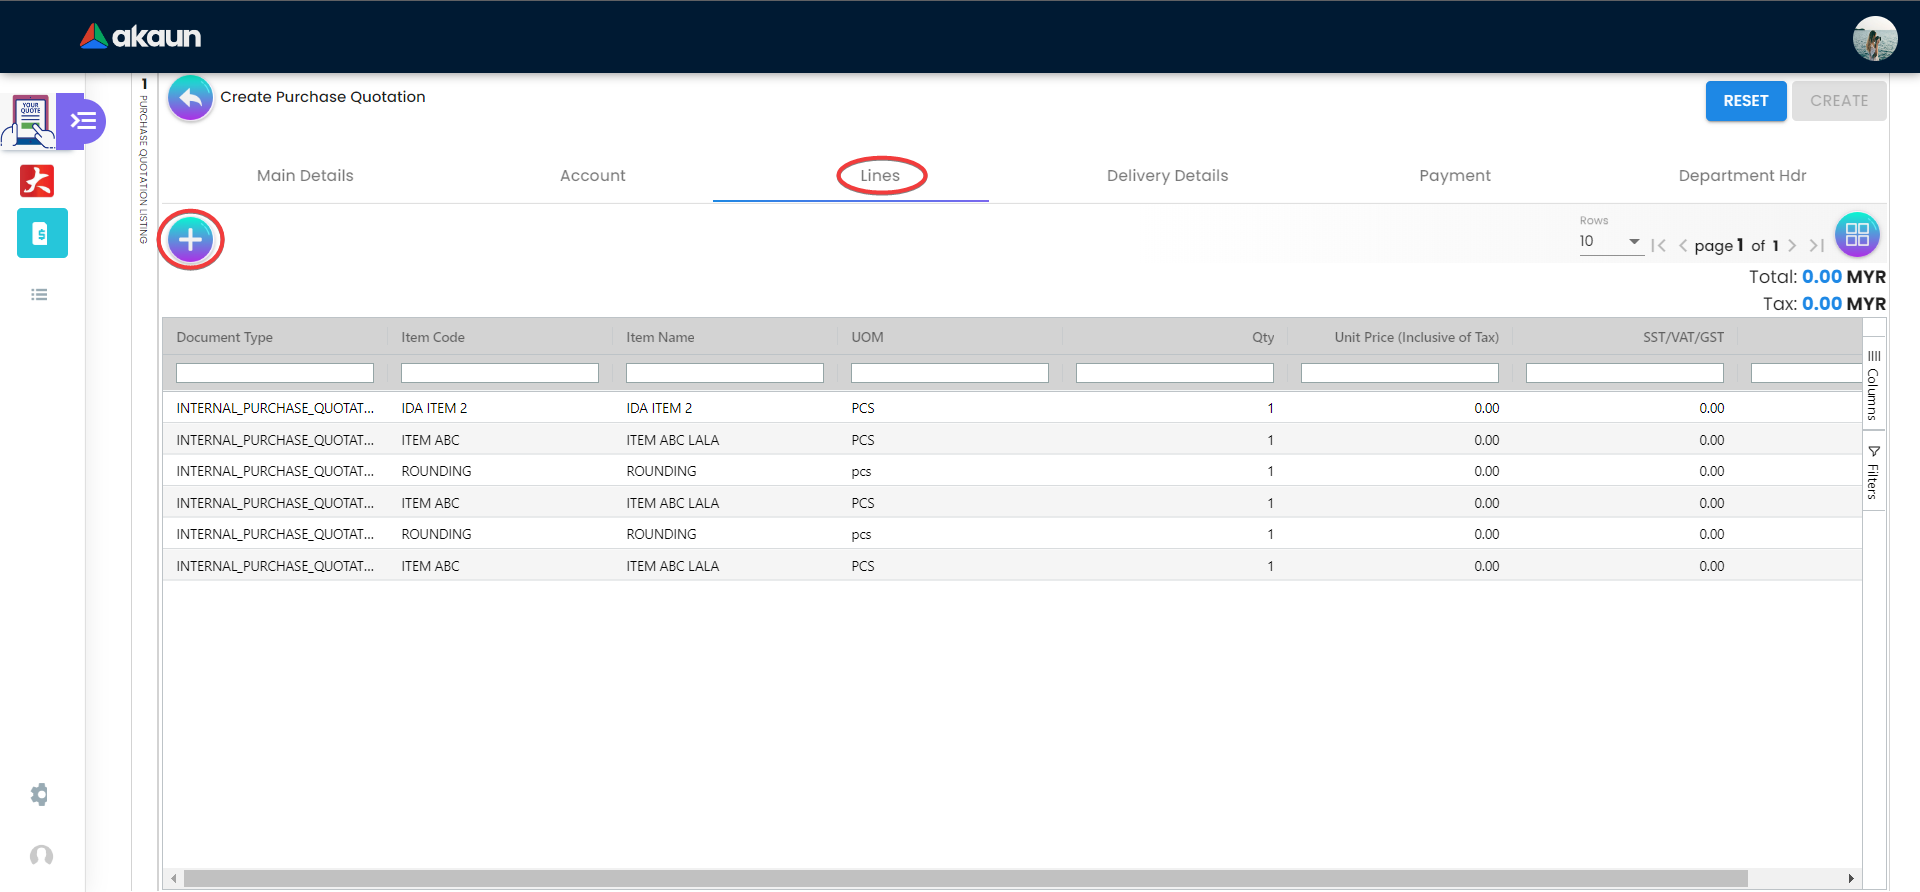 akaun
YOUR
QUOTE
1
PURCHASE QUOTATION LISTING
Create Purchase Quotation
RESET
CREATE
Main Details
Account
Lines
Delivery Details
Payment
Department Hdr
Rows
10
page 1 of 1
Total: 0.00 MYR
Tax: 0.00 MYR
Document Type Item Code Item Name UOM Qty Unit Price (Inclusive of Tax) SST/VAT/GST
INTERNAL_PURCHASE_QUOTAT... IDA ITEM 2 IDA ITEM 2 PCS 1 0.00 0.00
INTERNAL_PURCHASE_QUOTAT... ITEM ABC ITEM ABC LALA PCS 1 0.00 0.00
INTERNAL_PURCHASE_QUOTAT... ROUNDING ROUNDING pcs 1 0.00 0.00
INTERNAL_PURCHASE_QUOTAT... ITEM ABC ITEM ABC LALA PCS 1 0.00 0.00
INTERNAL_PURCHASE_QUOTAT... ROUNDING ROUNDING pcs 1 0.00 0.00
INTERNAL_PURCHASE_QUOTAT... ITEM ABC ITEM ABC LALA PCS 1 0.00 0.00
Columns
Filters